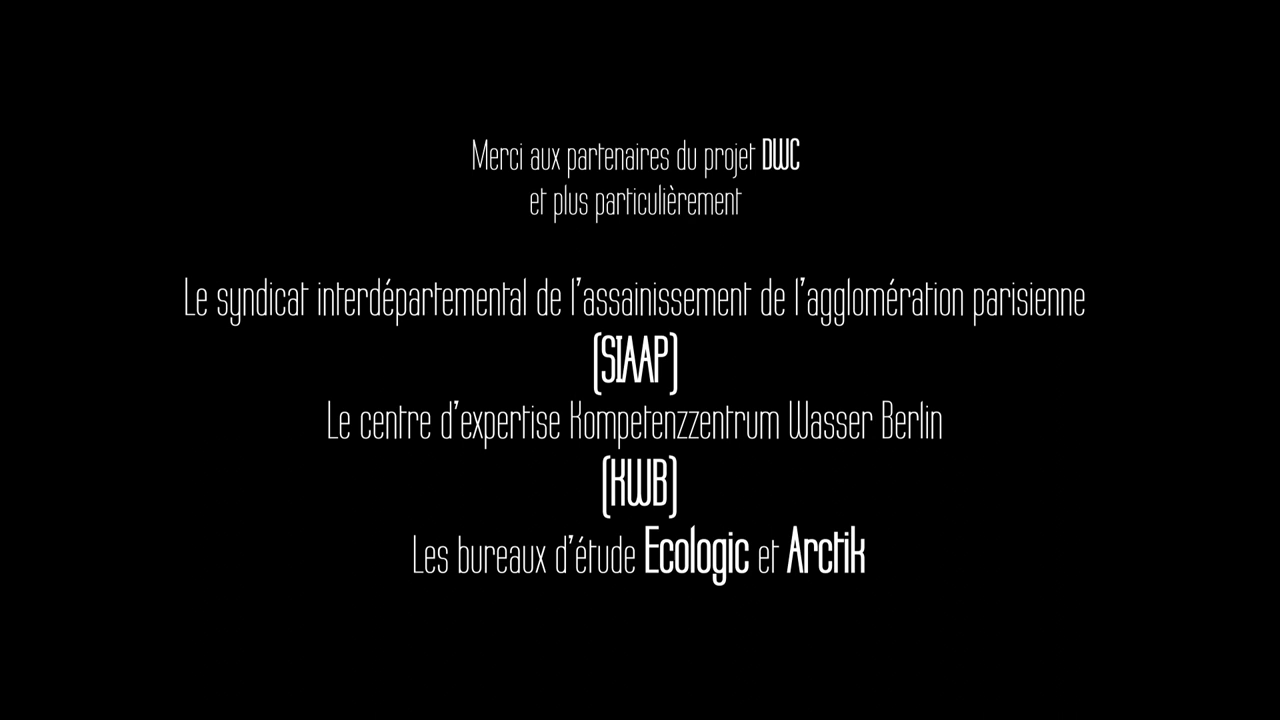 Merci aux partenaires du projet DWC
et plus particulièrement
Le syndicat interdépartemental de l'assainissement de l'agglomération parisienne
(SIAAP)
Le centre d'expertise Kompetenzzentrum Wasser Berlin
(KWB)
Les bureaux d'étude Ecologic et Arctik